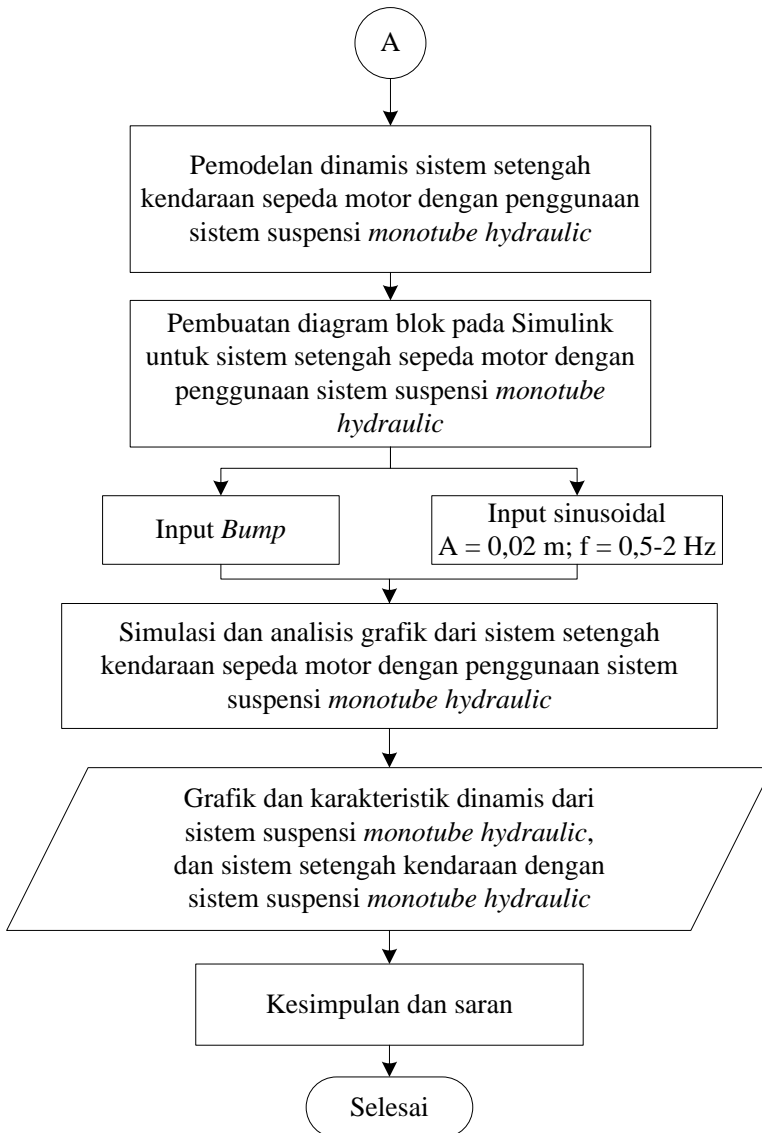 A
Pemodelan dinamis sistem setengah
kendaraan sepeda motor dengan penggunaan
sistem suspensi monotube hydraulic
Pembuatan diagram blok pada Simulink
untuk sistem setengah sepeda motor dengan
penggunaan sistem suspensi monotube
hydraulic
Input Bump
Input sinusoidal
A = 0,02 m; f = 0,5-2 Hz
Simulasi dan analisis grafik dari sistem setengah
kendaraan sepeda motor dengan penggunaan sistem
suspensi monotube hydraulic
Grafik dan karakteristik dinamis dari
sistem suspensi monotube hydraulic,
dan sistem setengah kendaraan dengan
sistem suspensi monotube hydraulic
Kesimpulan dan saran
Selesai